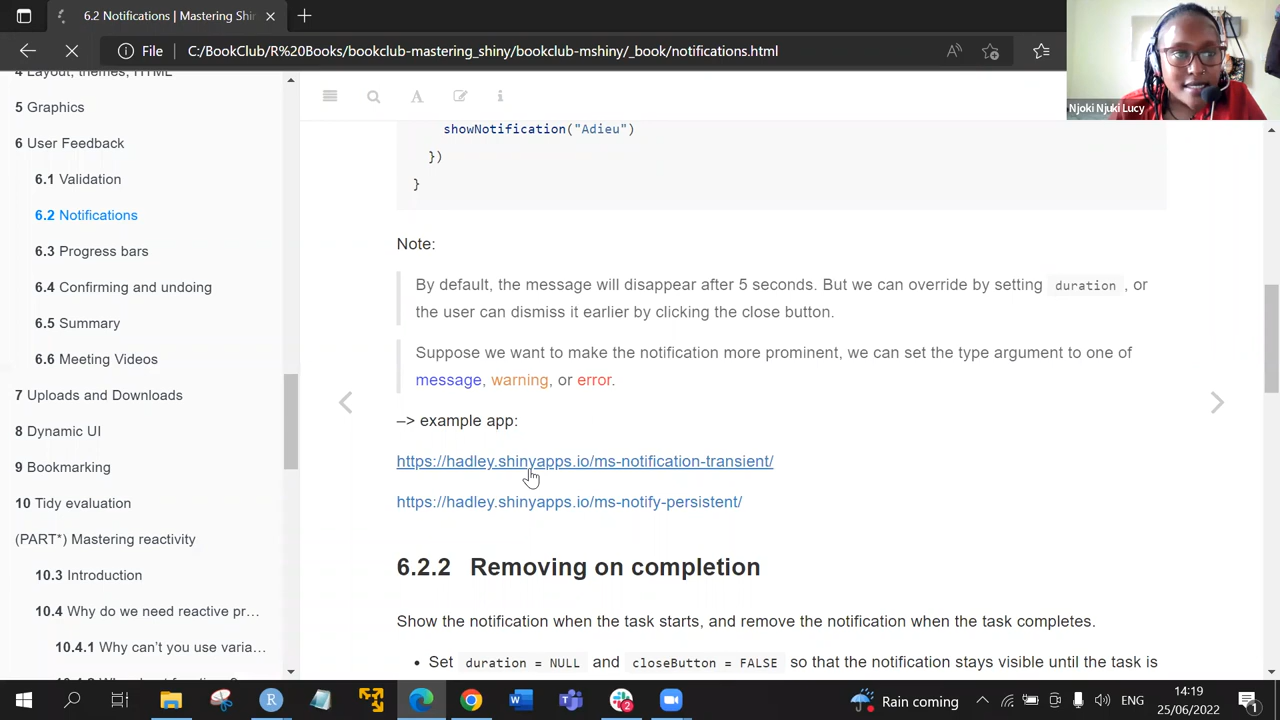 6.2 Notifications | Mastering Shin
File
C:/BookClub/R%20Books/bookclub-mastering_shiny/bookclub-mshiny/_book/notifications.html
Njoki Njuki Lucy
4 Layout, themes, HTML
5 Graphics
6 User Feedback
6.1 Validation
6.2 Notifications
6.3 Progress bars
6.4 Confirming and undoing
6.5 Summary
6.6 Meeting Videos
7 Uploads and Downloads
8 Dynamic UI
9 Bookmarking
10 Tidy evaluation
(PART*) Mastering reactivity
10.3 Introduction
10.4 Why do we need reactive pr…
10.4.1 Why can't you use varia…
showNotification("Adieu")
})
}
Note:
By default, the message will disappear after 5 seconds. But we can override by setting duration , or
the user can dismiss it earlier by clicking the close button.
Suppose we want to make the notification more prominent, we can set the type argument to one of
message, warning, or error.
–> example app:
https://hadley.shinyapps.io/ms-notification-transient/
https://hadley.shinyapps.io/ms-notify-persistent/
6.2.2 Removing on completion
Show the notification when the task starts, and remove the notification when the task completes.
• Set duration = NULL and closeButton = FALSE so that the notification stays visible until the task is
Rain coming
ENG
14:19
25/06/2022